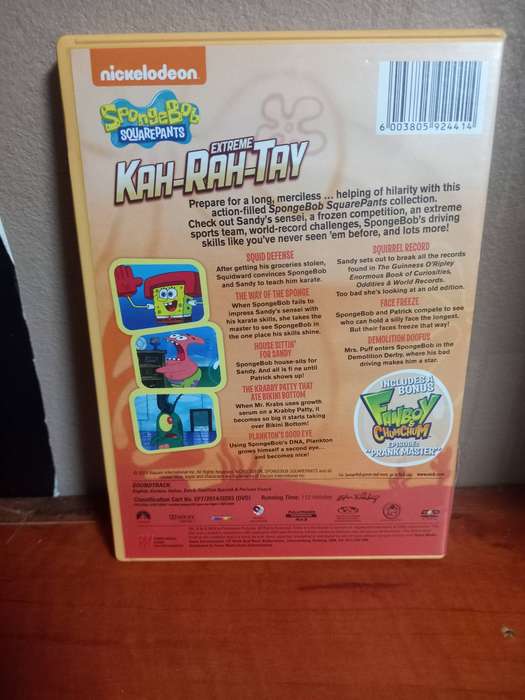 nickelodeon
6 003805 924414
SpongeBob
SQUAREPANTS
EXTREME
KAH-RAH-TAY
Prepare for a long, merciless ... helping of hilarity with this
action-filled SpongeBob SquarePants collection.
Check out Sandy's sensei, a frozen competition, an extreme
sports team, world-record challenges, SpongeBob's driving
skills like you've never seen 'em before, and lots more!
SQUID DEFENSE
After getting his groceries stolen,
Squidward convinces SpongeBob
and Sandy to teach him karate.
THE WAY OF THE SPONGE
When SpongeBob fails to
impress Sandy's sensei with
his karate skills, she takes the
master to see SpongeBob in
the one place his skills shine.
HOUSE SITTIN'
FOR SANDY
SpongeBob house-sits for
Sandy. And all is fi ne until
Patrick shows up!
THE KRABBY PATTY THAT
ATE BIKINI BOTTOM
When Mr. Krabs uses growth
serum on a Krabby Patty, it
becomes so big it starts taking
over Bikini Bottom!
PLANKTON'S GOOD EYE
Using SpongeBob's DNA, Plankton
grows himself a second eye...
and becomes nice!
SQUIRREL RECORD
Sandy sets out to break all the records
found in The Guinness O'Ripley
Enormous Book of Curiosities,
Oddities & World Records.
Too bad she's looking at an old edition.
FACE FREEZE
SpongeBob and Patrick compete to see
who can hold a silly face the longest.
But their faces freeze that way!
DEMOLITION DOOFUS
Mrs. Puff enters SpongeBob in the
Demolition Derby, where his bad
driving makes him a star.
INCLUDES A
BONUS
FANBOY
& CHUMCHUM
EPISODE:
"PRANK MASTER"
SOUNDTRACK
Running Time: 112 minutes